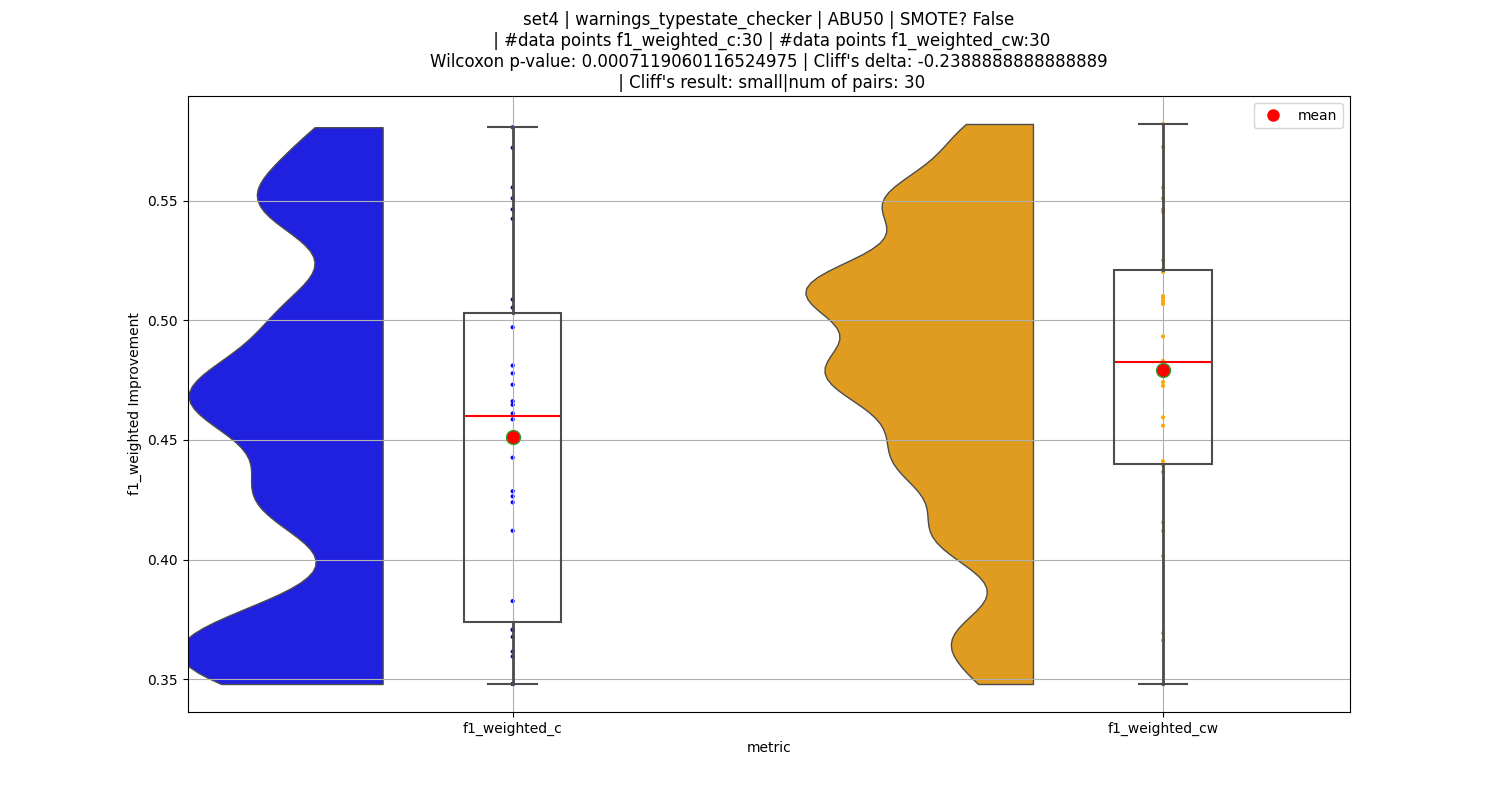 set4 | warnings_typestate_checker | ABU50 | SMOTE? False
| #data points f1_weighted_c:30 | #data points f1_weighted_cw:30
Wilcoxon p-value: 0.0007119060116524975 | Cliff's delta: -0.2388888888888889
| Cliff's result: small|num of pairs: 30
mean
f1_weighted Improvement
0.55
0.50
0.45
0.40
0.35
f1_weighted_c
f1_weighted_cw
metric